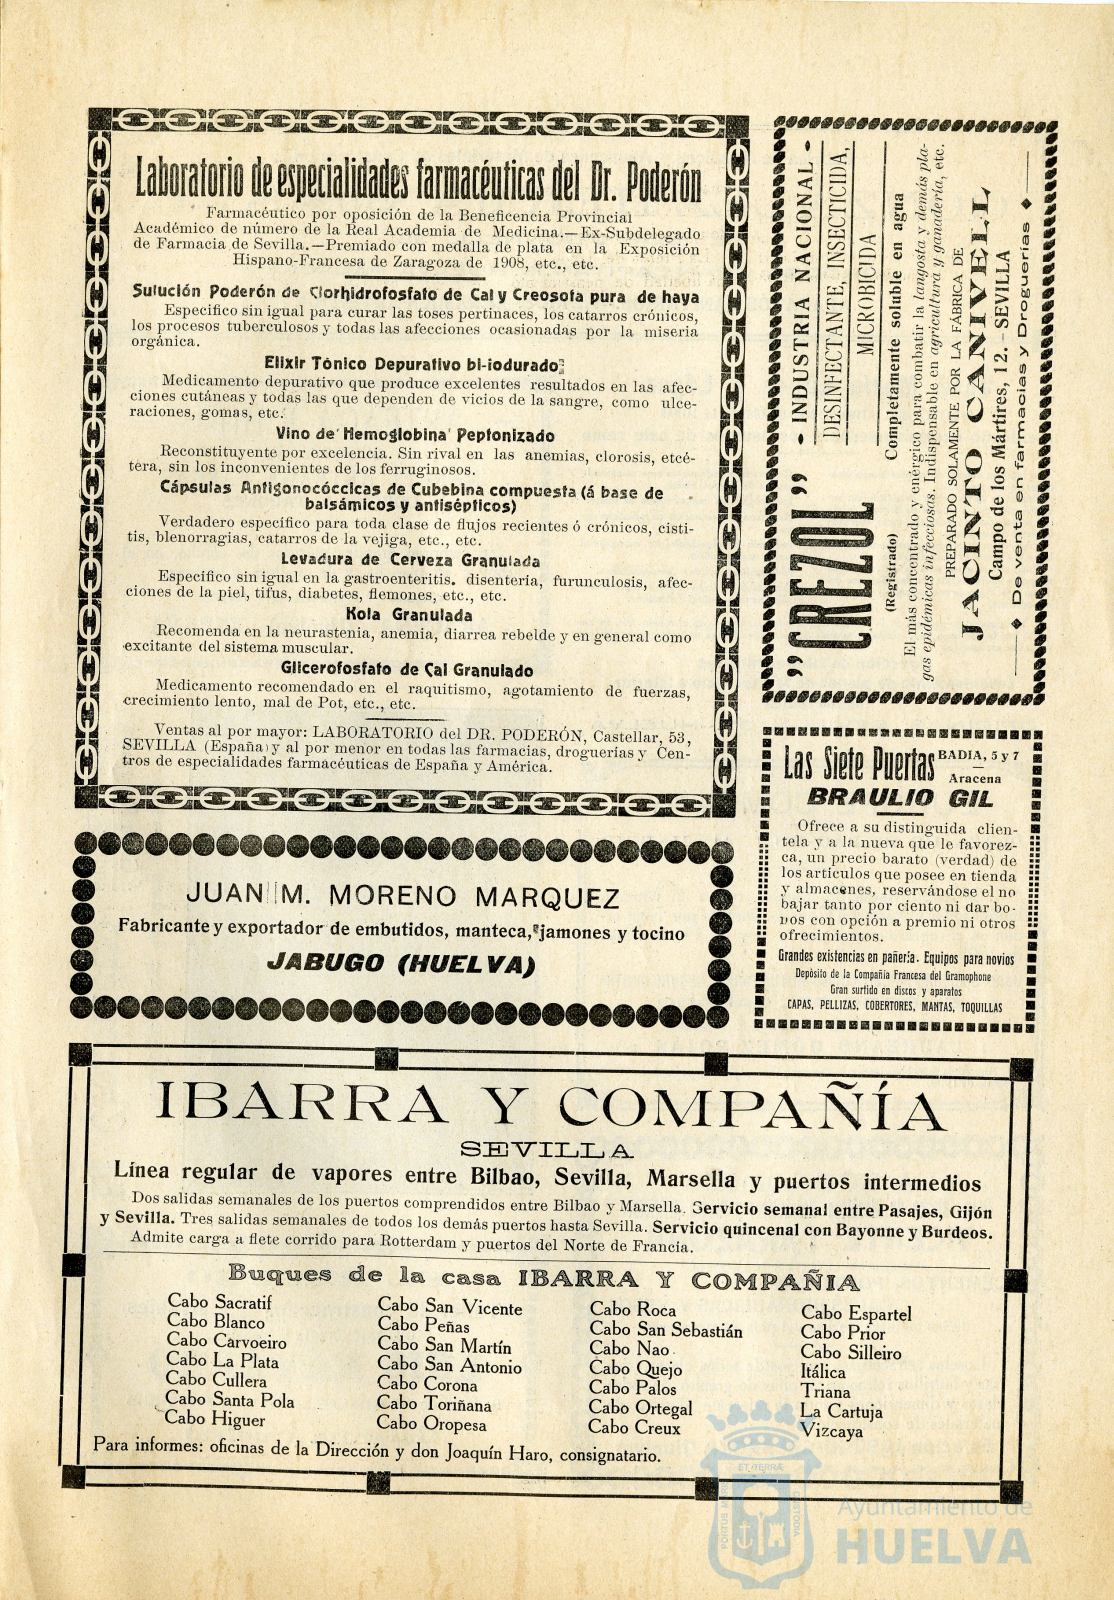 Laboratorio de especialidades farmacéuticas del Dr. Poderón
Farmacéutico por oposición de la Beneficencia Provincial
Académico de número de la Real Academia de Medicina.—Ex-Subdelegado
de Farmacia de Sevilla.—Premiado con medalla de plata en la Exposición
Hispano-Francesa de Zaragoza de 1908, etc., etc.
Solución Poderón de Clorhidrofosfato de Cal y Creosota pura de haya
Especifico sin igual para curar las toses pertinaces, los catarros crónicos,
los procesos tuberculosos y todas las afecciones ocasionadas por la miseria
orgánica.
Elixir Tónico Depurativo bi-iodurado
Medicamento depurativo que produce excelentes resultados en las afec-
ciones cutáneas y todas las que dependen de vicios de la sangre, como ulce-
raciones, gomas, etc.
Vino de Hemoglobina Peptonizado
Reconstituyente por excelencia. Sin rival en las anemias, clorosis, etcé-
tera, sin los inconvenientes de los ferruginosos.
Cápsulas Antigonocóccicas de Cubebina compuesta (á base de
balsámicos y antisépticos)
Verdadero específico para toda clase de flujos recientes ó crónicos, cisti-
tis, blenorragias, catarros de la vejiga, etc., etc.
Levadura de Cerveza Granulada
Especifico sin igual en la gastroenteritis. disentería, furunculosis, afec-
ciones de la piel, tifus, diabetes, flemones, etc., etc.
Kola Granulada
Recomenda en la neurastenia, anemia, diarrea rebelde y en general como
excitante del sistema muscular.
Glicerofosfato de Cal Granulado
Medicamento recomendado en el raquitismo, agotamiento de fuerzas,
crecimiento lento, mal de Pot, etc., etc.
Ventas al por mayor: LABORATORIO del DR. PODERÓN, Castellar, 53,
SEVILLA (España) y al por menor en todas las farmacias, droguerías y Cen-
tros de especialidades farmacéuticas de España y América.
„CREZOL”
(Registrado)
• INDUSTRIA NACIONAL •
DESINFECTANTE, INSECTICIDA,
MICROBICIDA
Completamente soluble en agua
El más concentrado y enérgico para combatir la langosta y demás pla-
gas epidémicas infecciosas. Indispensable en agricultura y ganadería, etc.
PREPARADO SOLAMENTE POR LA FÁBRICA DE
JACINTO CANIVELL
Campo de los Mártires, 12.-SEVILLA
◆ De venta en farmacias y Droguerías ◆
Las Siete Puertas BADIA, 5 y 7
Aracena
BRAULIO GIL
Ofrece a su distinguida clien-
tela y a la nueva que le favorez-
ca, un precio barato (verdad) de
los artículos que posee en tienda
y almacenes, reservándose el no
bajar tanto por ciento ni dar bo-
nos con opción a premio ni otros
ofrecimientos.
Grandes existencias en pañería. Equipos para novios
Depósito de la Compañía Francesa del Gramophone
Gran surtido en discos y aparatos
CAPAS, PELLIZAS, COBERTORES, MANTAS, TOQUILLAS
JUAN M. MORENO MARQUEZ
Fabricante y exportador de embutidos, manteca, jamones y tocino
JABUGO (HUELVA)
IBARRA Y COMPAÑÍA
SEVILLA
Línea regular de vapores entre Bilbao, Sevilla, Marsella y puertos intermedios
Dos salidas semanales de los puertos comprendidos entre Bilbao y Marsella. Servicio semanal entre Pasajes, Gijón
y Sevilla. Tres salidas semanales de todos los demás puertos hasta Sevilla. Servicio quincenal con Bayonne y Burdeos.
Admite carga a flete corrido para Rotterdam y puertos del Norte de Francia.
Buques de la casa IBARRA Y COMPAÑIA
Cabo Sacratif
Cabo Blanco
Cabo Carvoeiro
Cabo La Plata
Cabo Cullera
Cabo Santa Pola
Cabo Higuer
Cabo San Vicente
Cabo Peñas
Cabo San Martín
Cabo San Antonio
Cabo Corona
Cabo Toriñana
Cabo Oropesa
Cabo Roca
Cabo San Sebastián
Cabo Nao
Cabo Quejo
Cabo Palos
Cabo Ortegal
Cabo Creux
Cabo Espartel
Cabo Prior
Cabo Silleiro
Itálica
Triana
La Cartuja
Vizcaya
Para informes: oficinas de la Dirección y don Joaquín Haro, consignatario.
PORTUS MARIS
ET TERRÆ
CUSTODIA
Ayuntamiento de
HUELVA